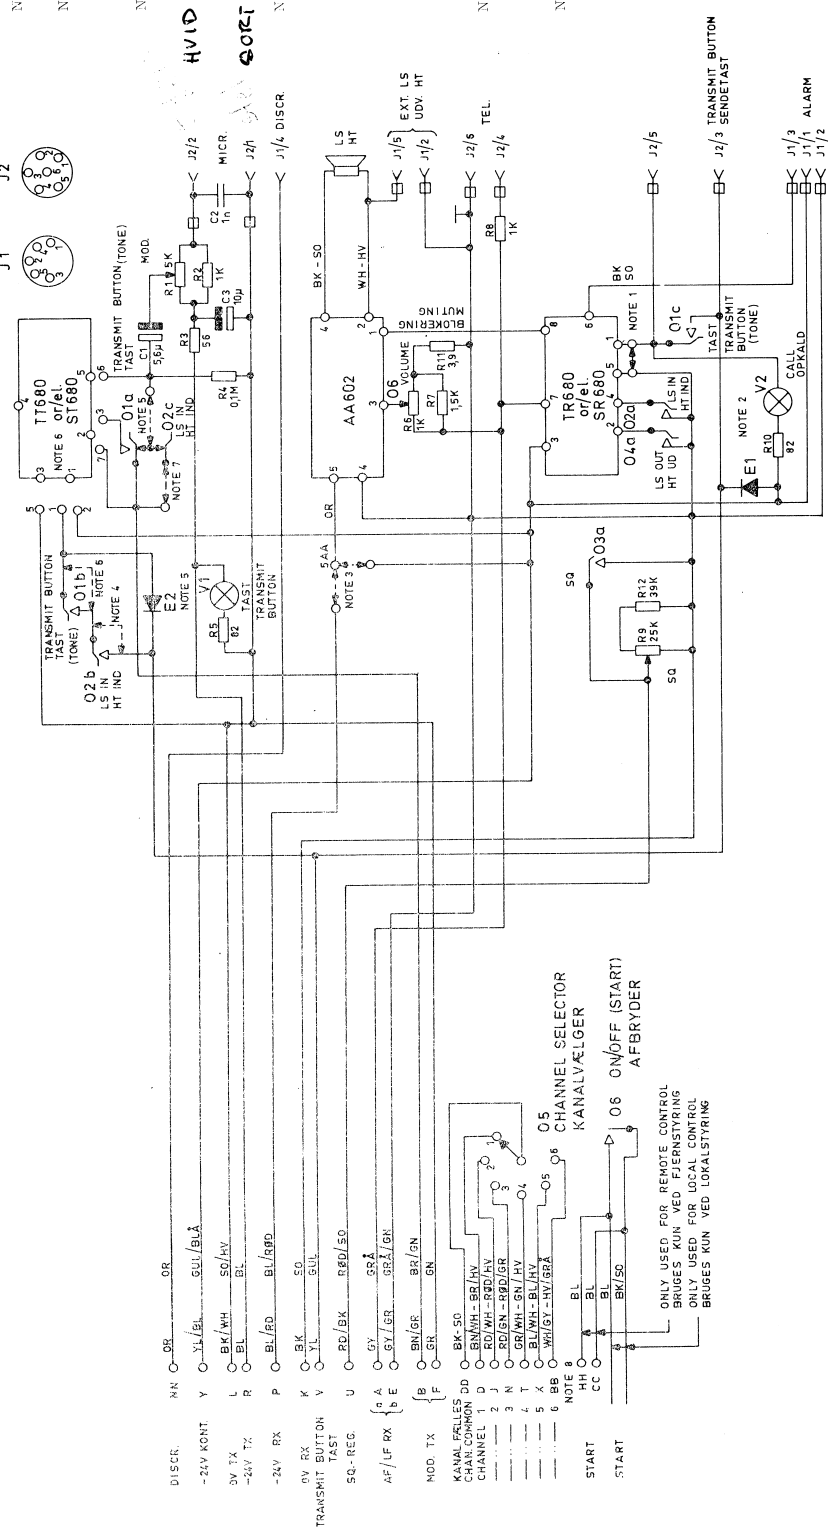 J1
J2
TT680
or/el.
ST680
NOTE 6
TRANSMIT BUTTON
TAST (TONE)
MOD.
C1
5,6µ
R1
5K
R2
1K
R3
56
C3
10µ
R4
0,1M
C2
1n
J2/2
HVID
MICR.
J2/1
SORT
J1/4 DISCR.
O1a
NOTE 5
O2c
LS IN
HT IND
NOTE 7
TRANSMIT BUTTON
TAST
(TONE)
O1b
NOTE 6
NOTE 4
O2b
LS IN
HT IND
E2
NOTE 5
V1
R5
82
TAST
TRANSMIT
BUTTON
OR
5 AA
NOTE 3
AA602
BK-SO
WH-HV
LS
HT
J1/5
EXT. LS
UDV. HT
J1/2
J2/6
TEL.
J2/4
BLOKERING
MUTING
O6
VOLUME
R6
1K
R7
1,5K
R11
3,9
R8
1K
TR680
or/el.
SR680
BK
SO
NOTE 1
O1c
TAST
TRANSMIT
BUTTON
(TONE)
O4a
LS OUT
HT UD
O2a
LS IN
HT IND
NOTE 2
V2
CALL
OPKALD
R10
82
E1
J2/5
J2/3
TRANSMIT BUTTON
SENDETAST
J1/3
J1/1 ALARM
J1/2
SQ
O3a
R12
39K
R9
25K
SQ
DISCR. NN OR OR
-24V KONT. Y YL/BL GUL/BLÅ
0V TX L BK/WH SO/HV
-24V TX R BL BL
-24V RX P BL/RD BL/RØD
0V RX K BK SO
TRANSMIT BUTTON V YL GUL
TAST
SQ.-REG. U RD/BK RØD/SO
AF/LF RX a A GY GRÅ
b E GY/GR GRÅ/GN
MOD. TX B BN/GR BR/GN
F GR GN
KANAL FÆLLES
CHAN. COMMON DD BK-SO
CHANNEL 1 D BN/WH-BR/HV
2 J RD/WH-RØD/HV
3 N RD/GN-RØD/GR
4 T GR/WH-GN/HV
5 X BL/WH-BL/HV
6 BB WH/GY-HV/GRÅ
O5
CHANNEL SELECTOR
KANALVÆLGER
NOTE 8
START HH BL
CC BL
START BL
BK/SO
O6 ON/OFF (START)
AFBRYDER
ONLY USED FOR REMOTE CONTROL
BRUGES KUN VED FJERNSTYRING
ONLY USED FOR LOCAL CONTROL
BRUGES KUN VED LOKALSTYRING